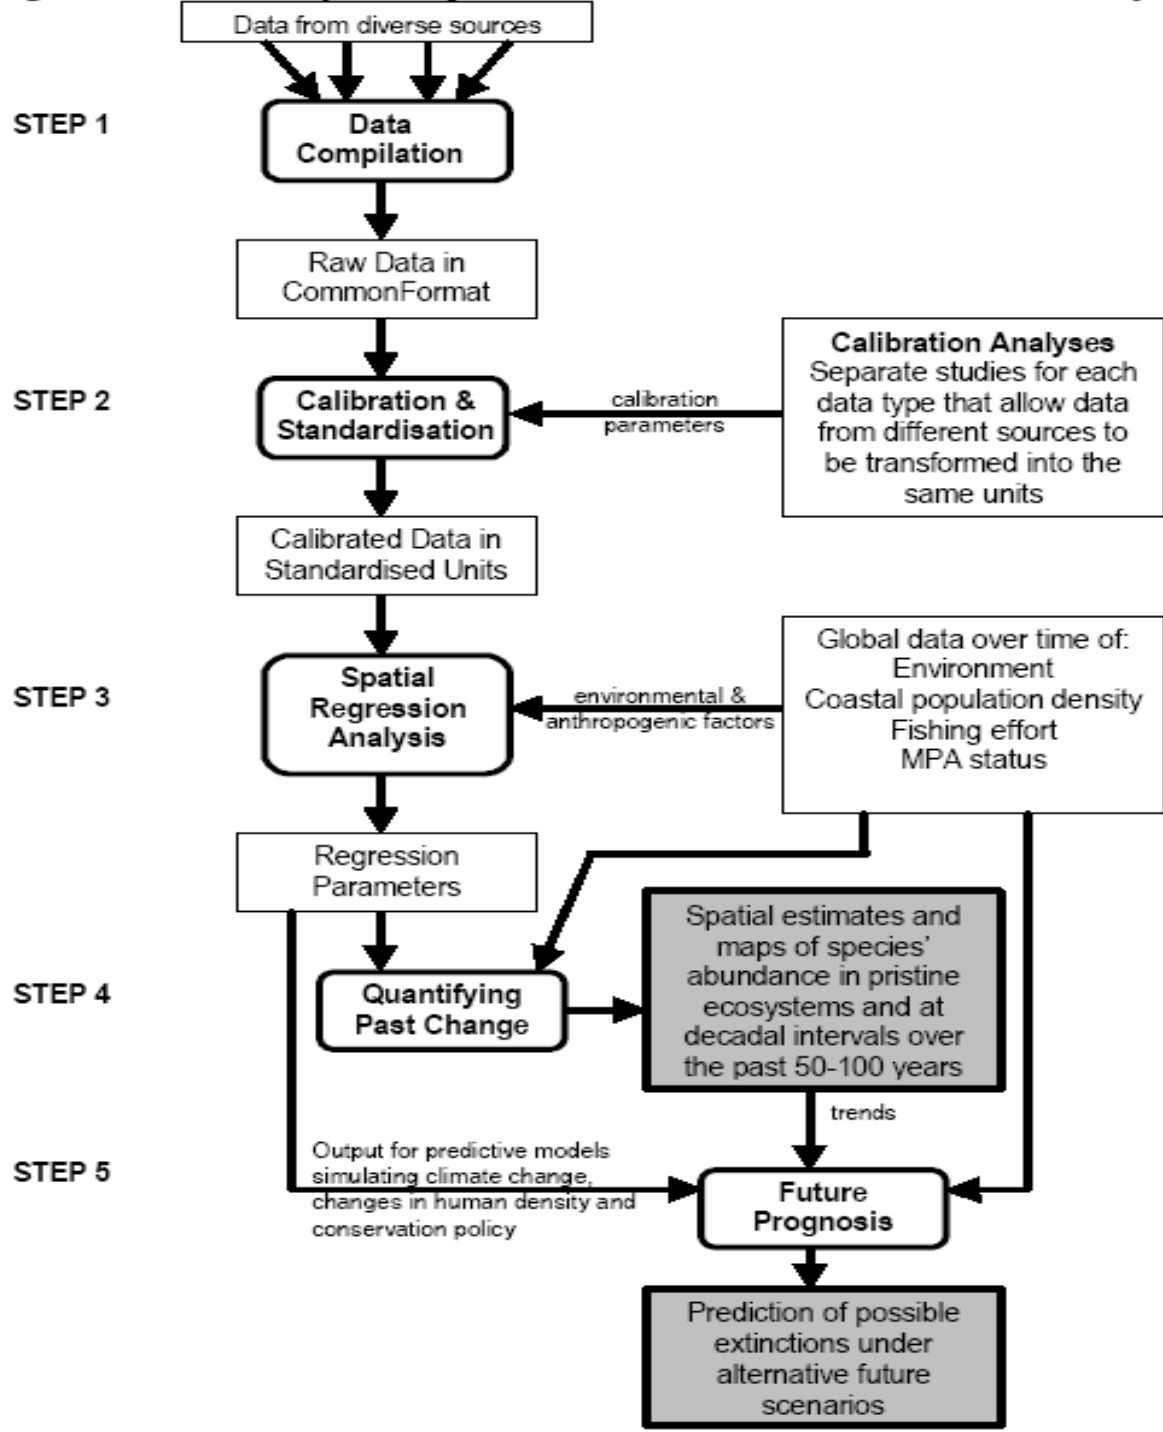 Data from diverse sources
STEP 1
Data
Compilation
Raw Data in
CommonFormat
STEP 2
Calibration &
Standardisation
calibration
parameters
Calibration Analyses
Separate studies for each
data type that allow data
from different sources to
be transformed into the
same units
Calibrated Data in
Standardised Units
STEP 3
Spatial
Regression
Analysis
environmental &
anthropogenic factors
Global data over time of:
Environment
Coastal population density
Fishing effort
MPA status
Regression
Parameters
STEP 4
Quantifying
Past Change
Spatial estimates and
maps of species’
abundance in pristine
ecosystems and at
decadal intervals over
the past 50-100 years
trends
STEP 5
Output for predictive models
simulating climate change,
changes in human density and
conservation policy
Future
Prognosis
Prediction of possible
extinctions under
alternative future
scenarios